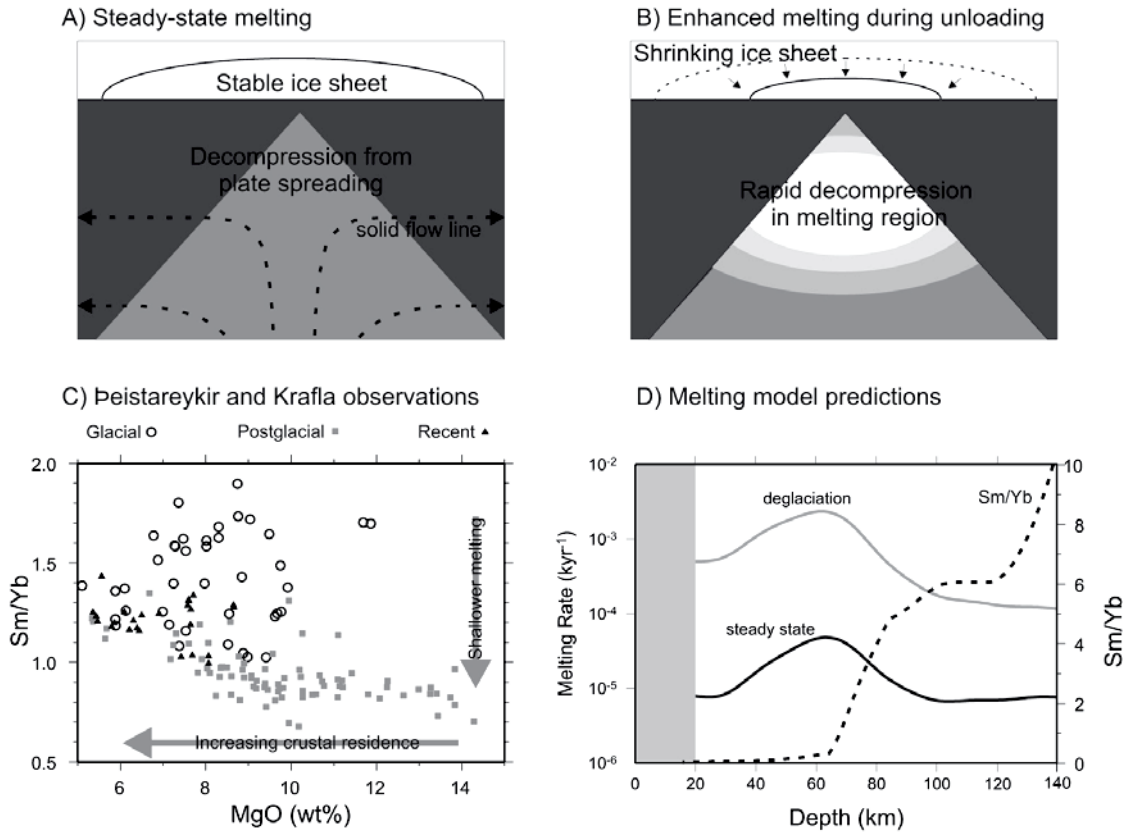 A) Steady-state melting
Stable ice sheet
Decompression from
plate spreading
solid flow line
B) Enhanced melting during unloading
Shrinking ice sheet
Rapid decompression
in melting region
C) Þeistareykir and Krafla observations
Glacial
Postglacial
Recent
Sm/Yb
2.0
1.5
1.0
0.5
Shallower melting
Increasing crustal residence
6 8 10 12 14
MgO (wt%)
D) Melting model predictions
Melting Rate (kyr⁻¹)
10⁻²
10⁻³
10⁻⁴
10⁻⁵
10⁻⁶
deglaciation
steady state
Sm/Yb
10
8
6
4
2
0
Sm/Yb
0 20 40 60 80 100 120 140
Depth (km)